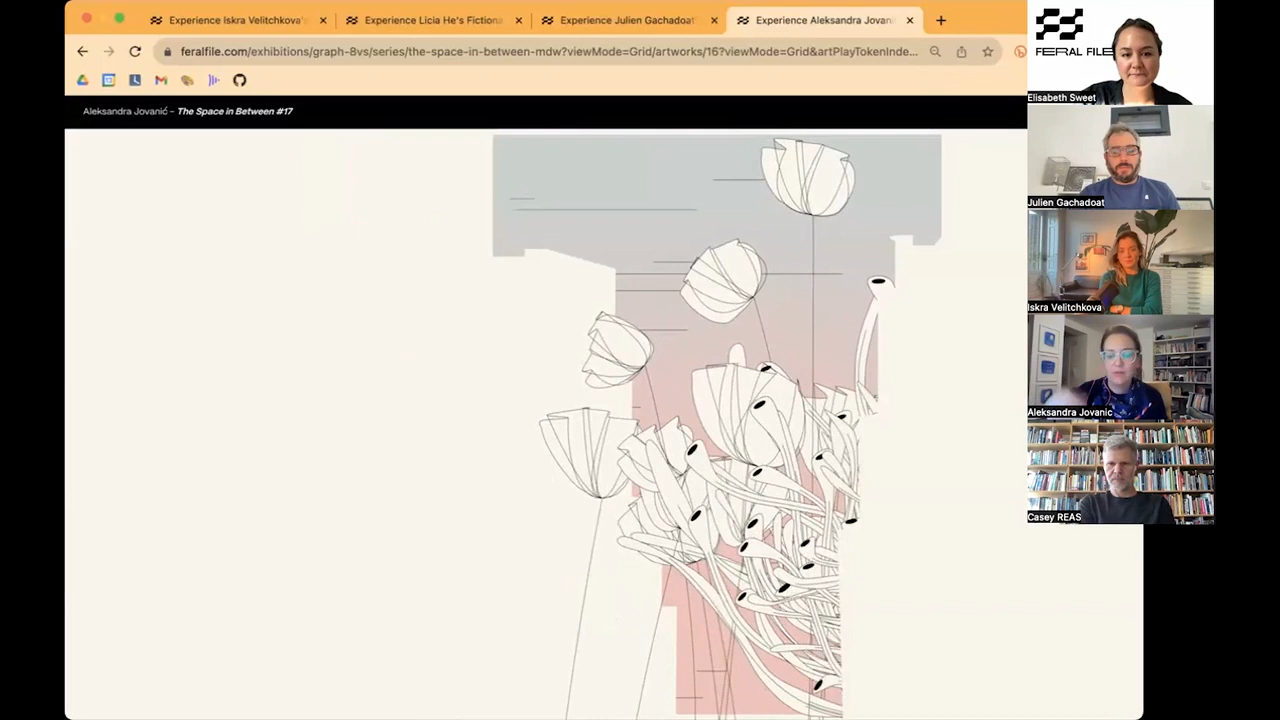 Experience Iskra Velitchkova's
Experience Licia He's Fictiona
Experience Julien Gachadoat'
Experience Aleksandra Jovani
feralfile.com/exhibitions/graph-8vs/series/the-space-in-between-mdw?viewMode=Grid/artworks/16?viewMode=Grid&artPlayTokenInde...
Aleksandra Jovanić – The Space in Between #17
FERAL FILE
Elisabeth Sweet
Julien Gachadoat
Iskra Velitchkova
Aleksandra Jovanic
Casey REAS